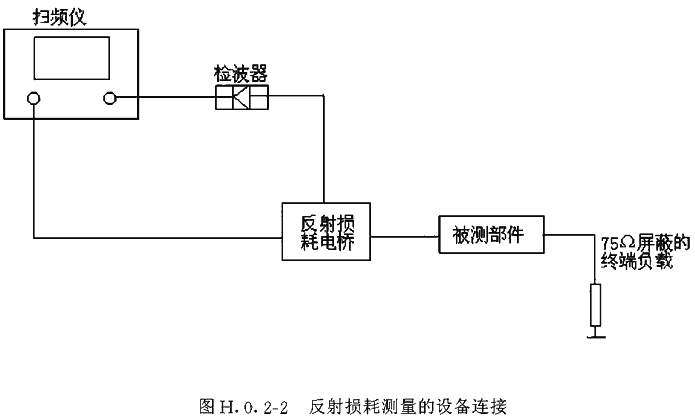 扫频仪
检波器
反射损
耗电桥
被测部件
75Ω屏蔽的
终端负载
图H.0.2-2 反射损耗测量的设备连接